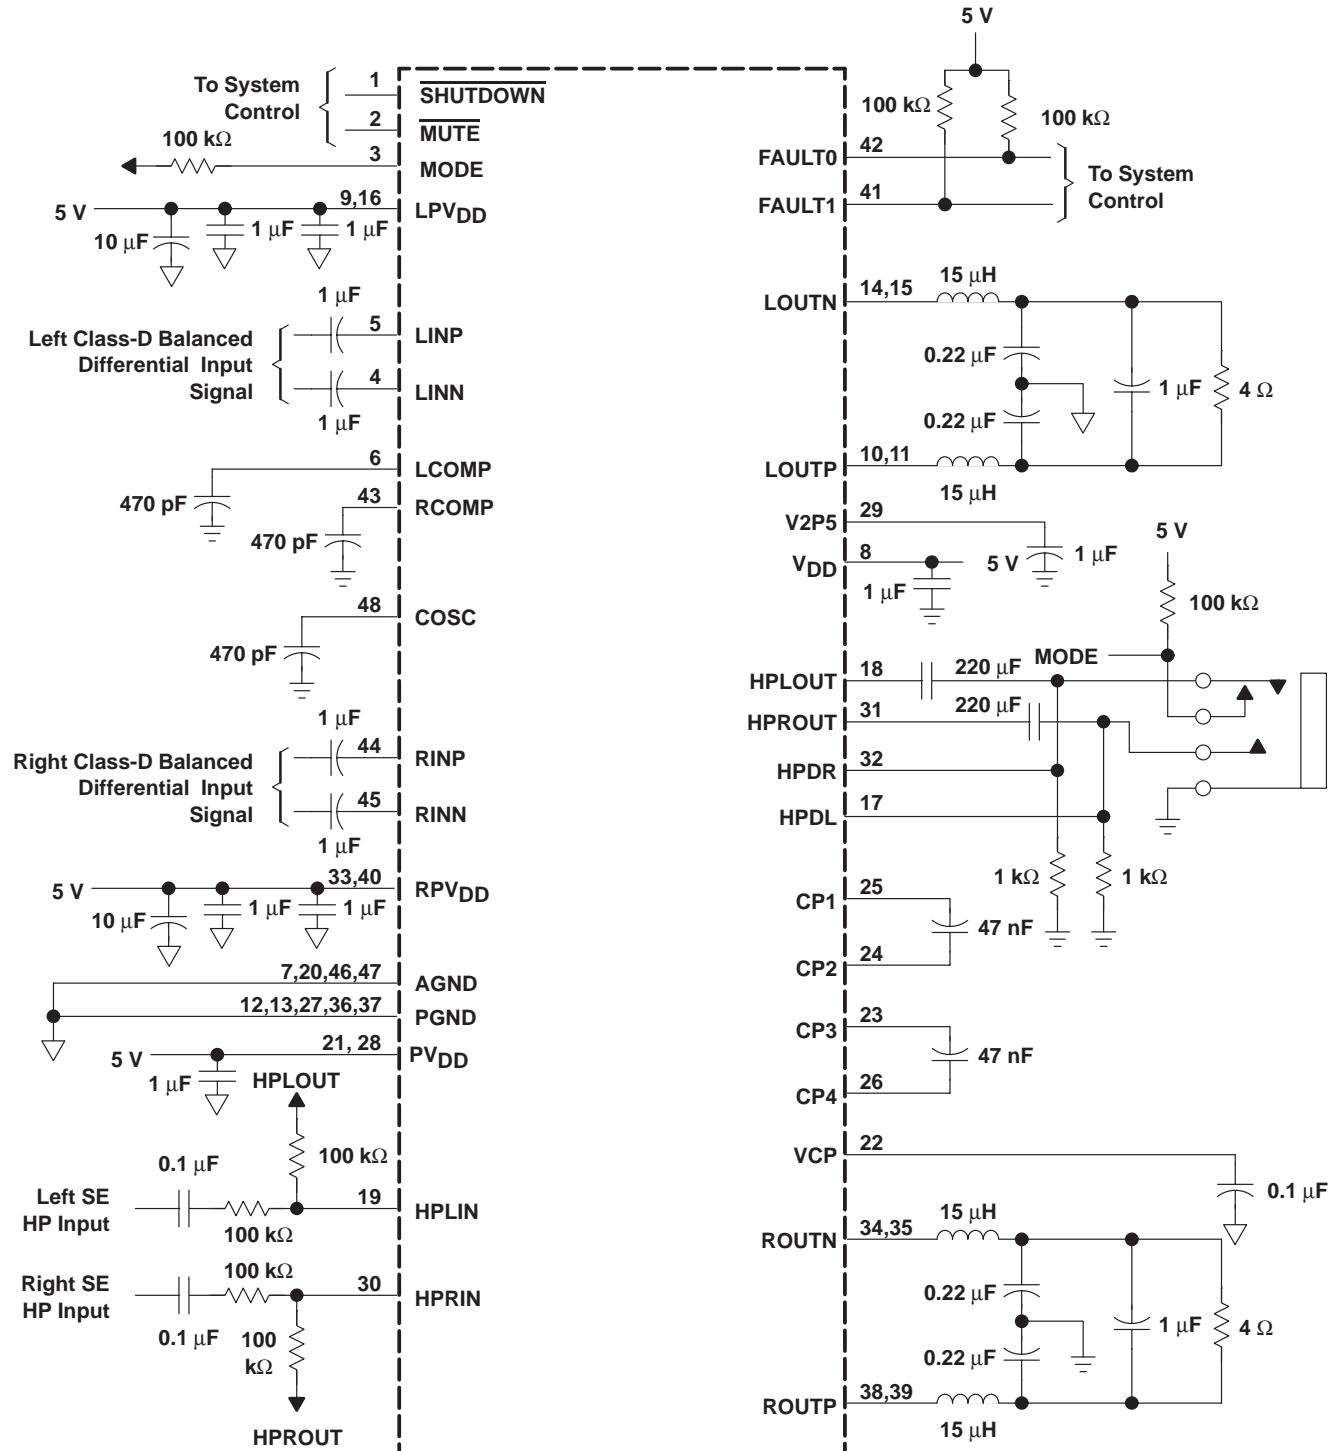 5 V
To System
Control
1
SHUTDOWN
2
MUTE
100 kΩ
3
MODE
100 kΩ
100 kΩ
FAULT0
42
FAULT1
41
To System
Control
5 V
9,16
LPVDD
10 μF
1 μF
1 μF
1 μF
Left Class-D Balanced
Differential Input
Signal
5
LINP
4
LINN
1 μF
LOUTN
14,15
15 μH
0.22 μF
0.22 μF
1 μF
4 Ω
LOUTP
10,11
15 μH
6
LCOMP
470 pF
43
RCOMP
470 pF
V2P5
29
1 μF
VDD
8
5 V
1 μF
48
COSC
470 pF
5 V
100 kΩ
MODE
HPLOUT
18
220 μF
HPROUT
31
220 μF
HPDR
32
HPDL
17
1 kΩ
1 kΩ
1 μF
Right Class-D Balanced
Differential Input
Signal
44
RINP
45
RINN
1 μF
5 V
33,40
RPVDD
10 μF
1 μF
1 μF
CP1
25
47 nF
CP2
24
7,20,46,47
AGND
12,13,27,36,37
PGND
CP3
23
47 nF
CP4
26
5 V
21, 28
PVDD
1 μF
HPLOUT
100 kΩ
0.1 μF
Left SE
HP Input
100 kΩ
19
HPLIN
VCP
22
0.1 μF
Right SE
HP Input
100 kΩ
0.1 μF
30
HPRIN
100
kΩ
HPROUT
ROUTN
34,35
15 μH
0.22 μF
0.22 μF
1 μF
4 Ω
ROUTP
38,39
15 μH